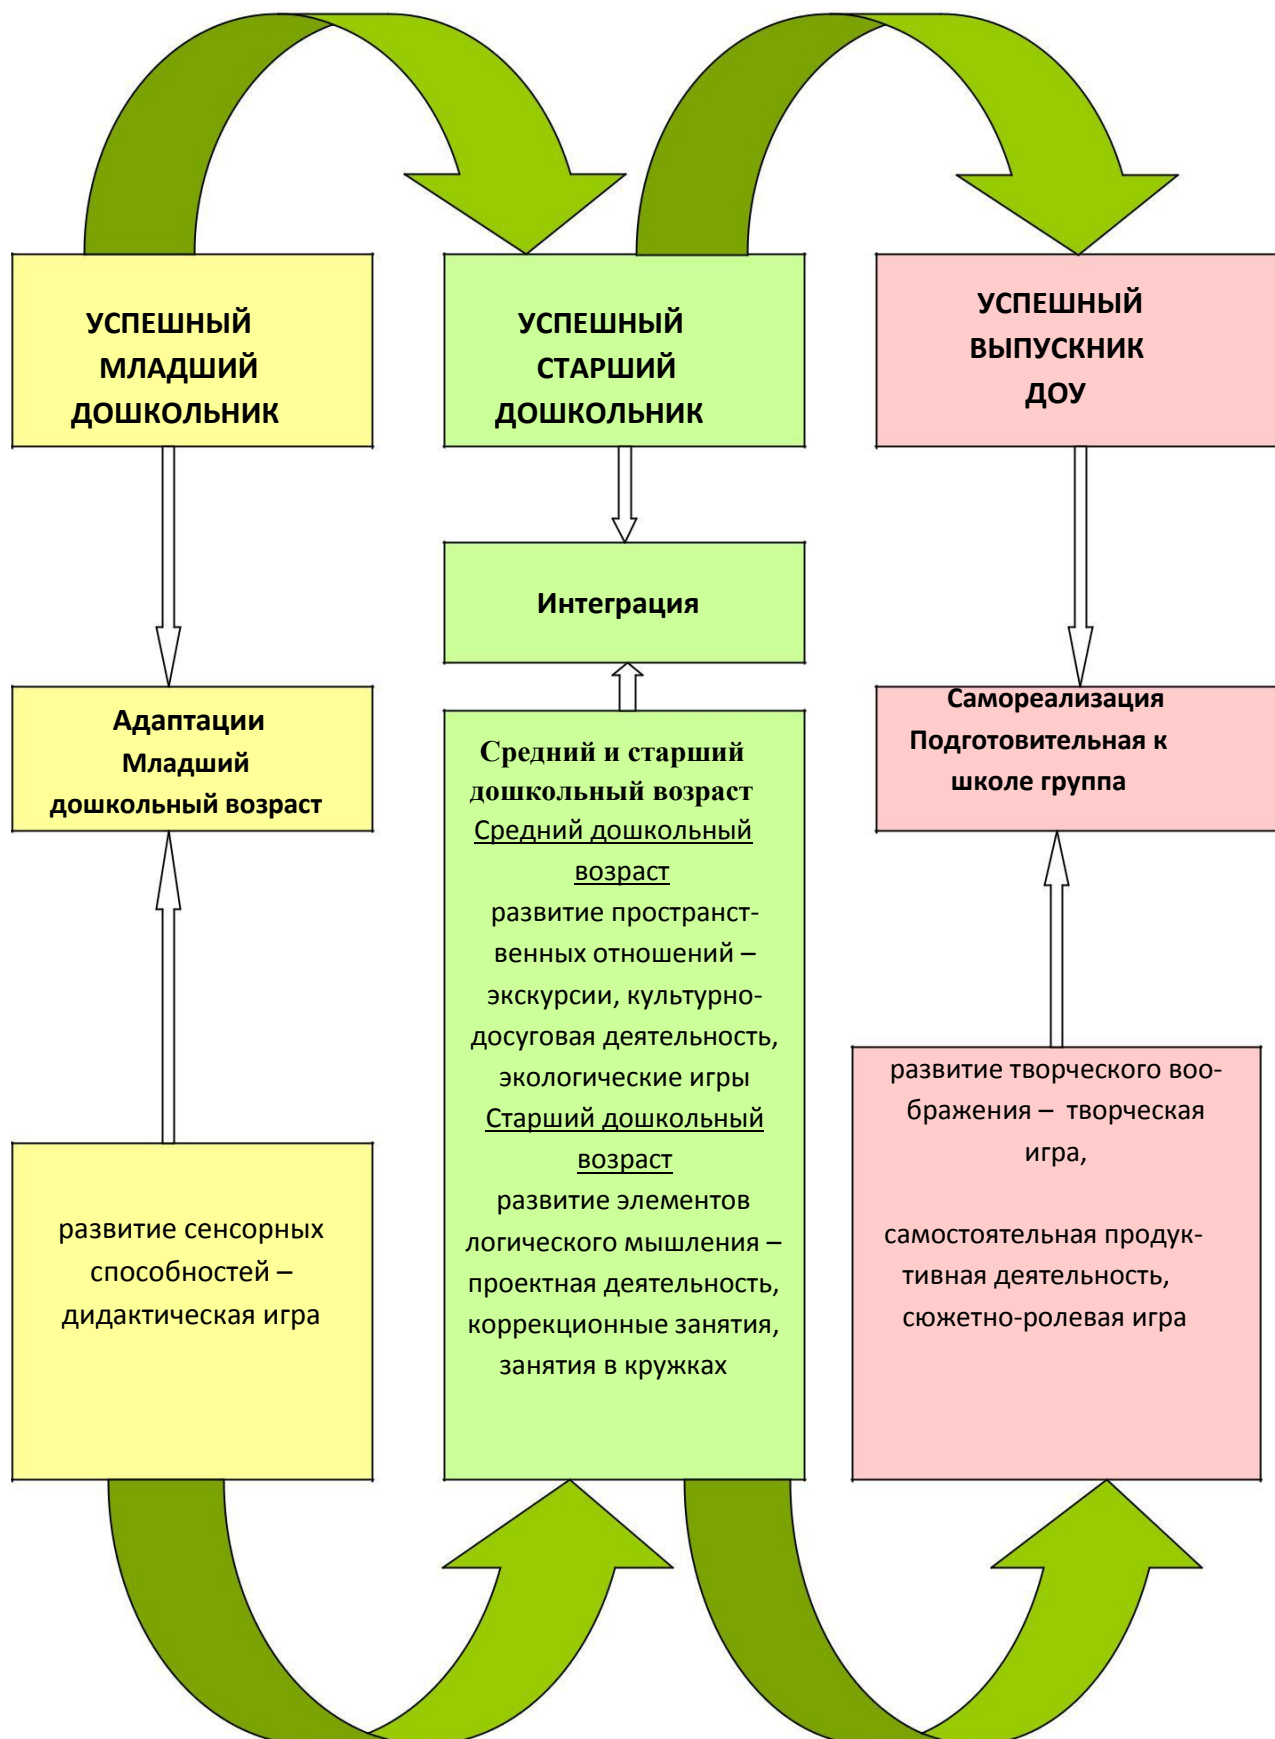 УСПЕШНЫЙ
МЛАДШИЙ
ДОШКОЛЬНИК
УСПЕШНЫЙ
СТАРШИЙ
ДОШКОЛЬНИК
УСПЕШНЫЙ
ВЫПУСКНИК
ДОУ
Интеграция
Адаптации
Младший
дошкольный возраст
Средний и старший
дошкольный возраст
Средний дошкольный
возраст
развитие пространст-
венных отношений –
экскурсии, культурно-
досуговая деятельность,
экологические игры
Старший дошкольный
возраст
развитие элементов
логического мышления –
проектная деятельность,
коррекционные занятия,
занятия в кружках
Самореализация
Подготовительная к
школе группа
развитие сенсорных
способностей –
дидактическая игра
развитие творческого воо-
бражения – творческая
игра,
самостоятельная продук-
тивная деятельность,
сюжетно-ролевая игра